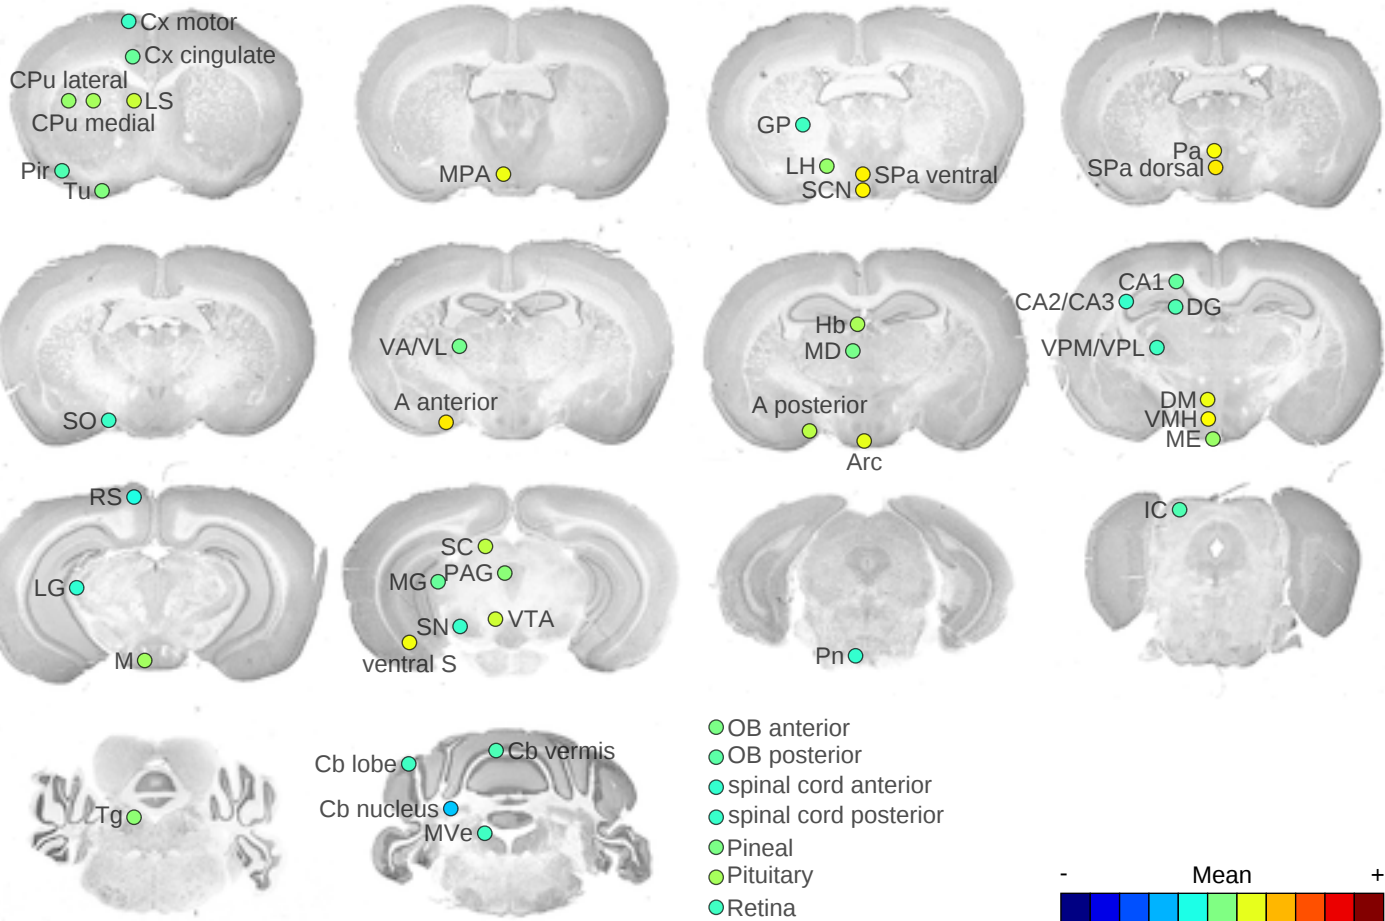 Cx motor
Cx cingulate
CPu lateral
LS
CPu medial
Pir
Tu
MPA
GP
LH
SPa ventral
SCN
Pa
SPa dorsal
SO
VA/VL
A anterior
Hb
MD
A posterior
Arc
CA1
CA2/CA3
DG
VPM/VPL
DM
VMH
ME
RS
LG
M
SC
MG
PAG
SN
VTA
ventral S
Pn
IC
Tg
Cb lobe
Cb vermis
Cb nucleus
MVe
OB anterior
OB posterior
spinal cord anterior
spinal cord posterior
Pineal
Pituitary
Retina
- Mean +